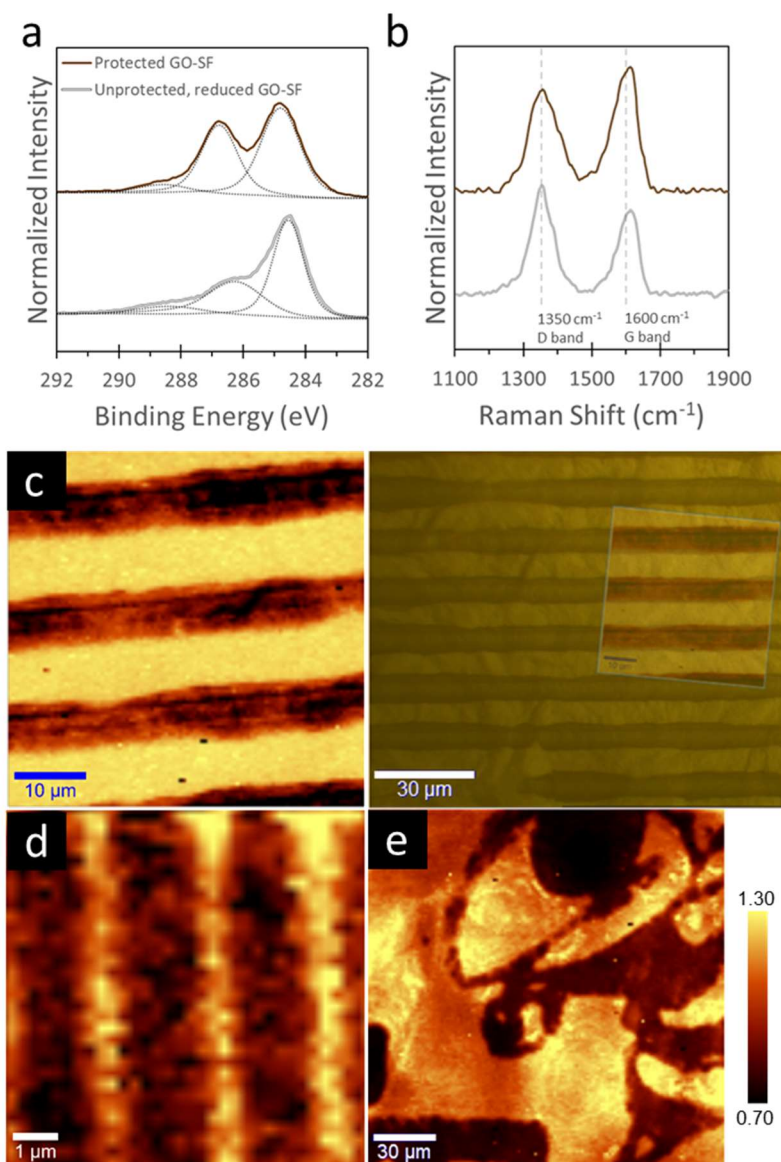 a
b
Protected GO-SF
Unprotected, reduced GO-SF
Normalized Intensity
292 290 288 286 284 282
Binding Energy (eV)
Normalized Intensity
1350 cm⁻¹
D band
1600 cm⁻¹
G band
1100 1300 1500 1700 1900
Raman Shift (cm⁻¹)
c
10 µm
10 µm
30 µm
d
1 µm
e
30 µm
1.30
0.70